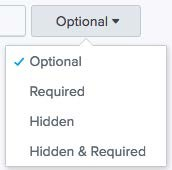 Optional
Optional
Required
Hidden
Hidden & Required